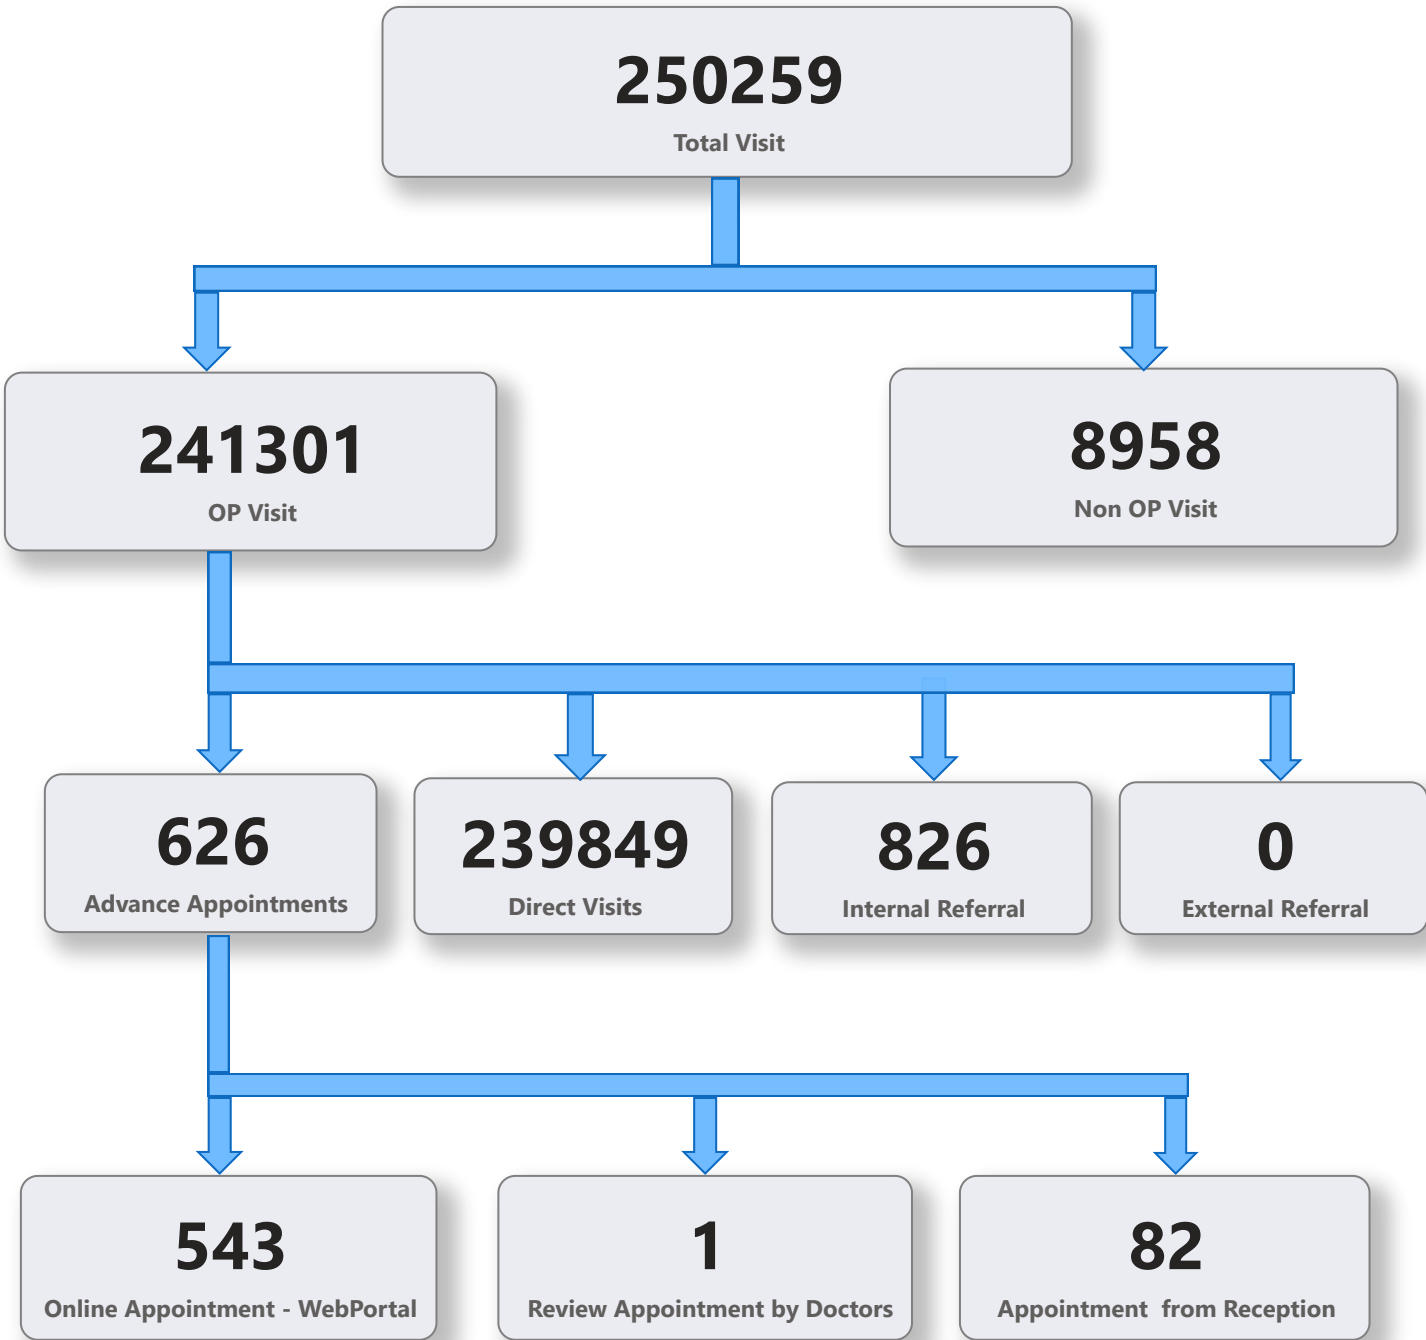 250259
Total Visit
241301
OP Visit
8958
Non OP Visit
626
Advance Appointments
239849
Direct Visits
826
Internal Referral
0
External Referral
543
Online Appointment - WebPortal
1
Review Appointment by Doctors
82
Appointment  from Reception